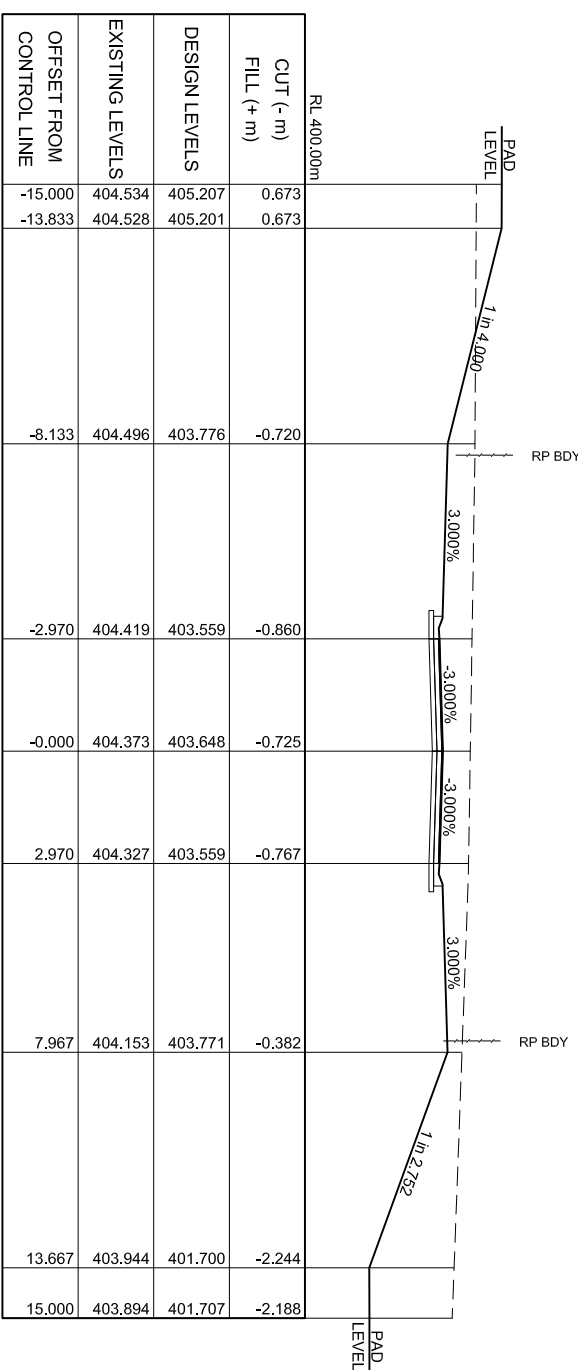 PAD
LEVEL
1 in 4.000
RP BDY
3.000%
-3.000%
-3.000%
3.000%
RP BDY
1 in 2.752
PAD
LEVEL
RL 400.00m
CUT (- m)
FILL (+ m)
0.673
0.673
-0.720
-0.860
-0.725
-0.767
-0.382
-2.244
-2.188
DESIGN LEVELS
405.207
405.201
403.776
403.559
403.648
403.559
403.771
401.700
401.707
EXISTING LEVELS
404.534
404.528
404.496
404.419
404.373
404.327
404.153
403.944
403.894
OFFSET FROM
CONTROL LINE
-15.000
-13.833
-8.133
-2.970
-0.000
2.970
7.967
13.667
15.000